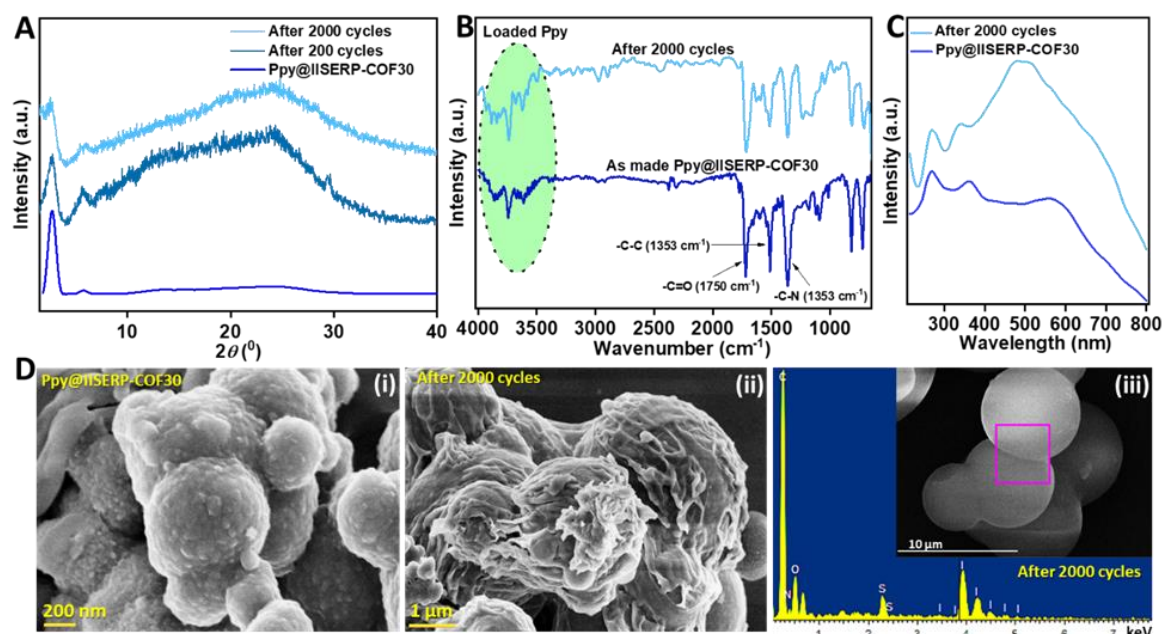 A
After 2000 cycles
After 200 cycles
Ppy@IISERP-COF30
Intensity (a.u.)
10 20 30 40
2θ (⁰)
B
Loaded Ppy
After 2000 cycles
As made Ppy@IISERP-COF30
-C-C (1353 cm⁻¹)
-C=O (1750 cm⁻¹)
-C-N (1353 cm⁻¹)
Intensity (a.u.)
4000 3500 3000 2500 2000 1500 1000
Wavenumber (cm⁻¹)
C
After 2000 cycles
Ppy@IISERP-COF30
Intensity (a.u.)
300 400 500 600 700 800
Wavelength (nm)
D
Ppy@IISERP-COF30
(i)
200 nm
After 2000 cycles
(ii)
1 µm
(iii)
C
N
O
S
S
I
I
I
I
I
I
I
10 µm
After 2000 cycles
1 2 3 4 5 6 7
keV